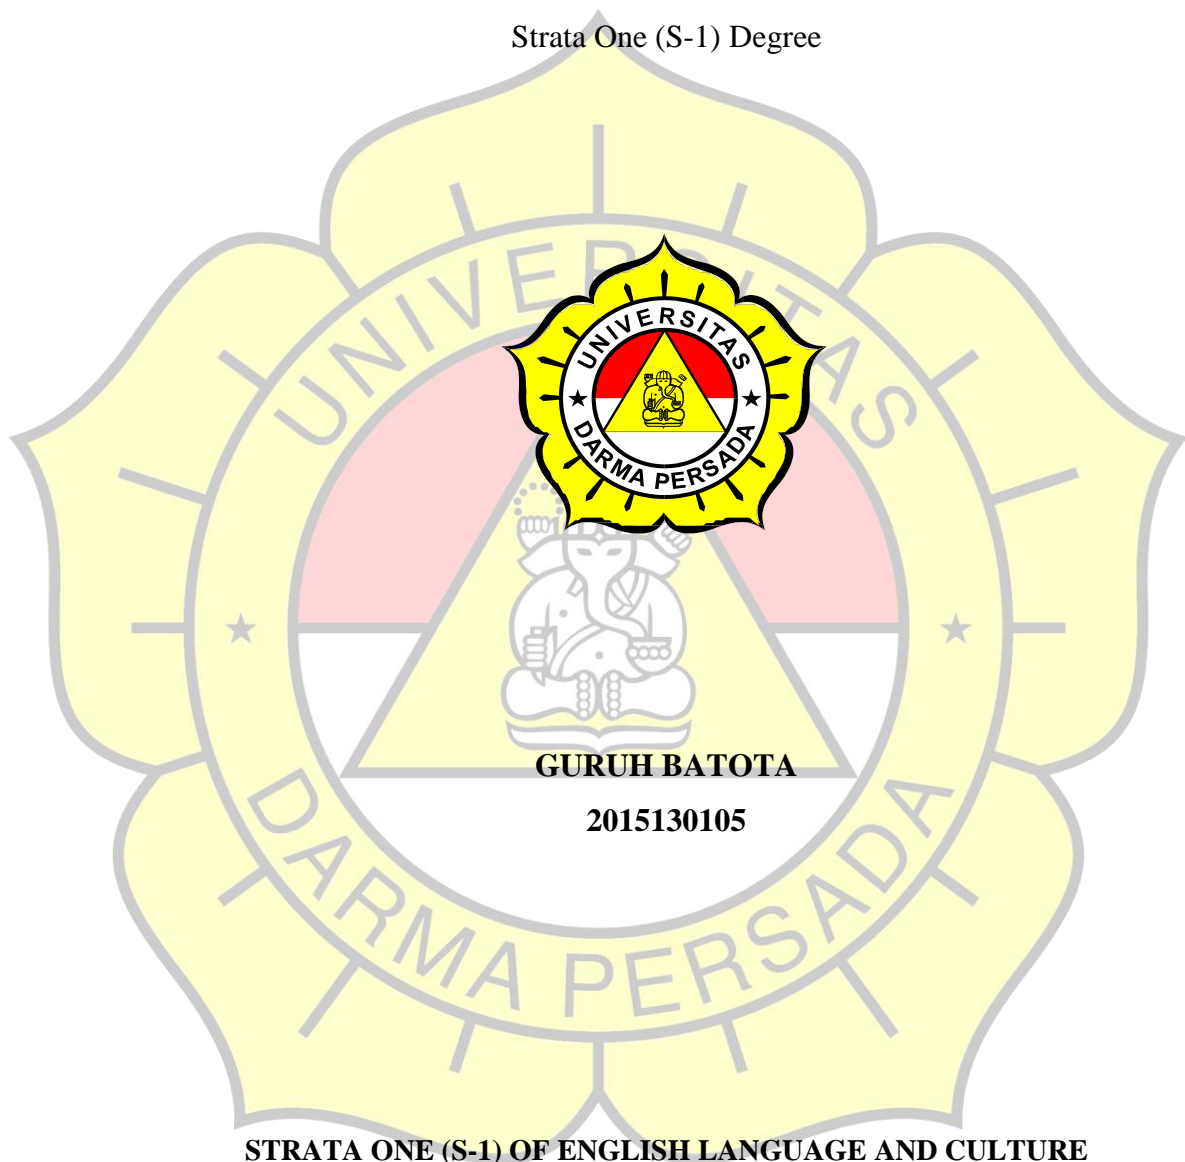 Strata One (S-1) Degree
UNIVERSITAS
DARMA PERSADA
UNIVERSITAS
DARMA PERSADA
GURUH BATOTA
2015130105
STRATA ONE (S-1) OF ENGLISH LANGUAGE AND CULTURE